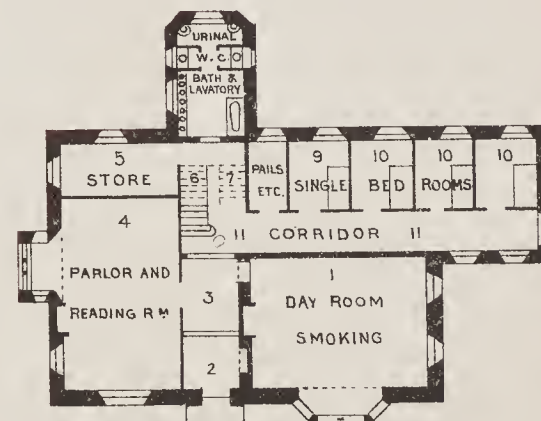 URINAL
W.C.
BATH &
LAVATORY
5
STORE
6
7
PAILS
ETC.
9
10
10
10
SINGLE BED ROOMS
4
11 CORRIDOR 11
PARLOR AND
READING RM
3
1
DAY ROOM
SMOKING
2